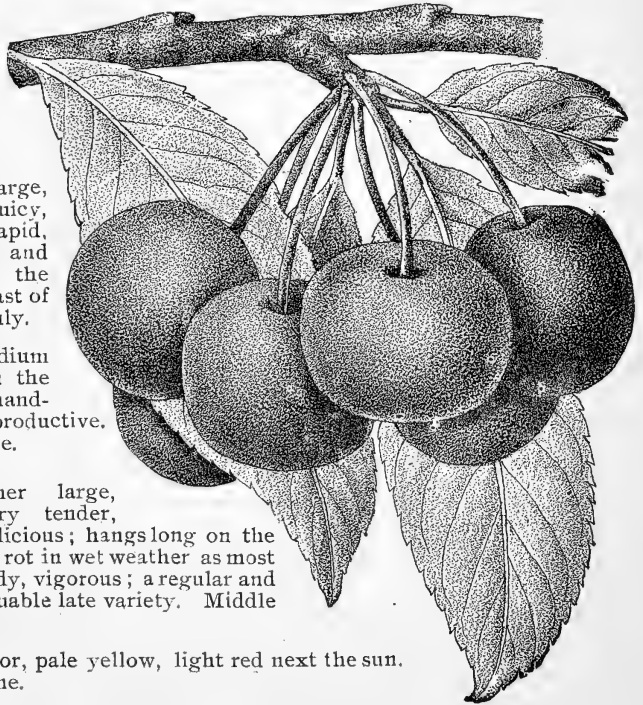 arge,
uicy,
apid,
and
the
ast of
uly.
dium
the
hand-
productive.
e.
her large,
ry tender,
licious; hangs long on the
rot in wet weather as most
dy, vigorous; a regular and
uable late variety. Middle
or, pale yellow, light red next the sun.
ne.